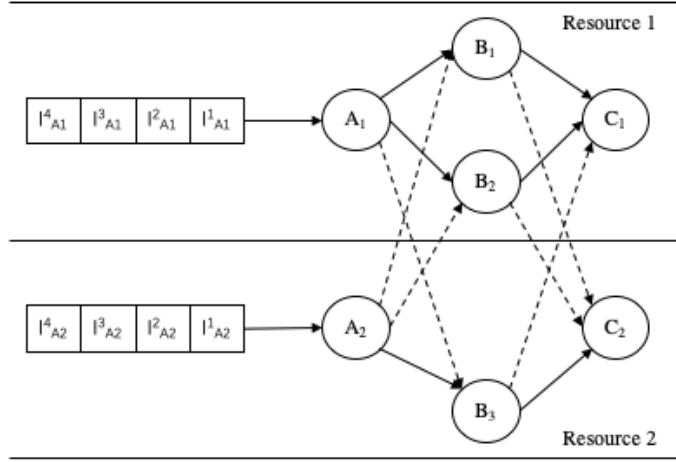 Resource 1
B₁
I⁴A1 I³A1 I²A1 I¹A1 A₁ C₁
B₂
I⁴A2 I³A2 I²A2 I¹A2 A₂ C₂
B₃
Resource 2